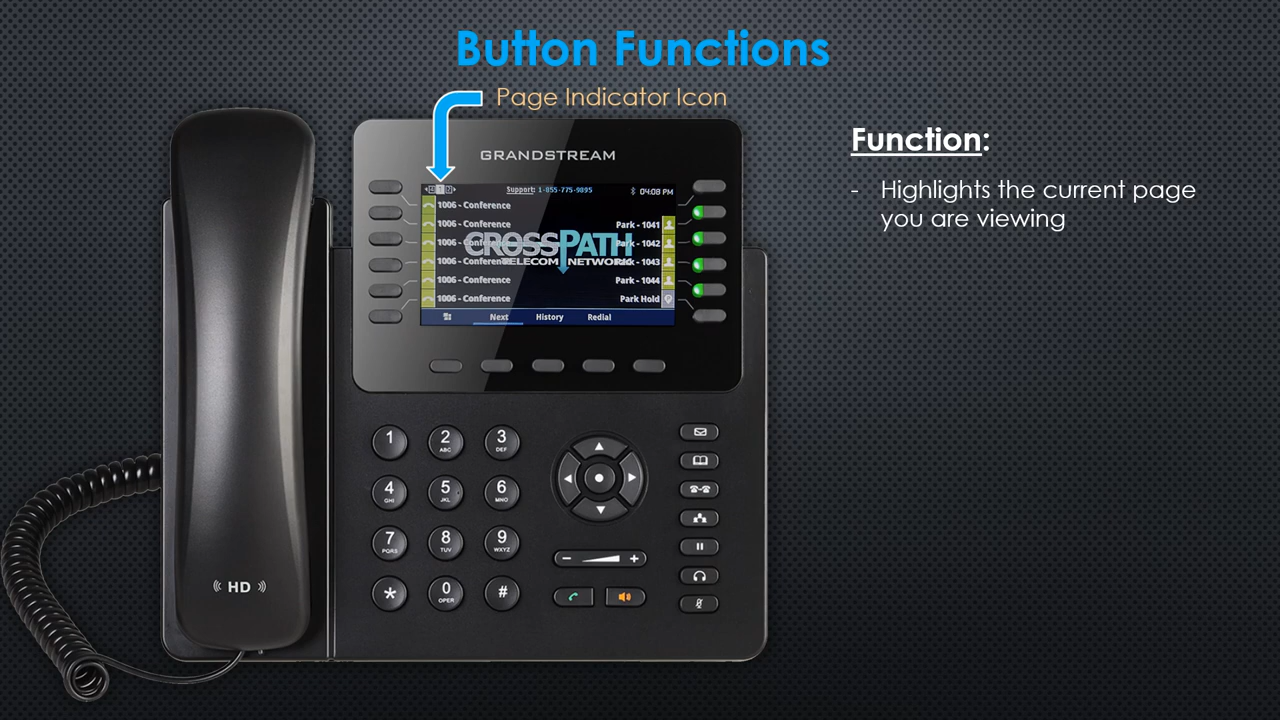 Button Functions
Page Indicator Icon
Function:
- Highlights the current page
you are viewing
GRANDSTREAM
Support: 1-855-775-9895
04:08 PM
1006 - Conference
1006 - Conference Park - 1041
1006 - Conference Park - 1042
1006 - Conference Park - 1043
1006 - Conference Park - 1044
1006 - Conference Park Hold
CROSSPATH
TELECOM NETWORKS
Next History Redial
1 2 ABC 3 DEF
4 GHI 5 JKL 6 MNO
7 PQRS 8 TUV 9 WXYZ
* 0 OPER #
− +
HD